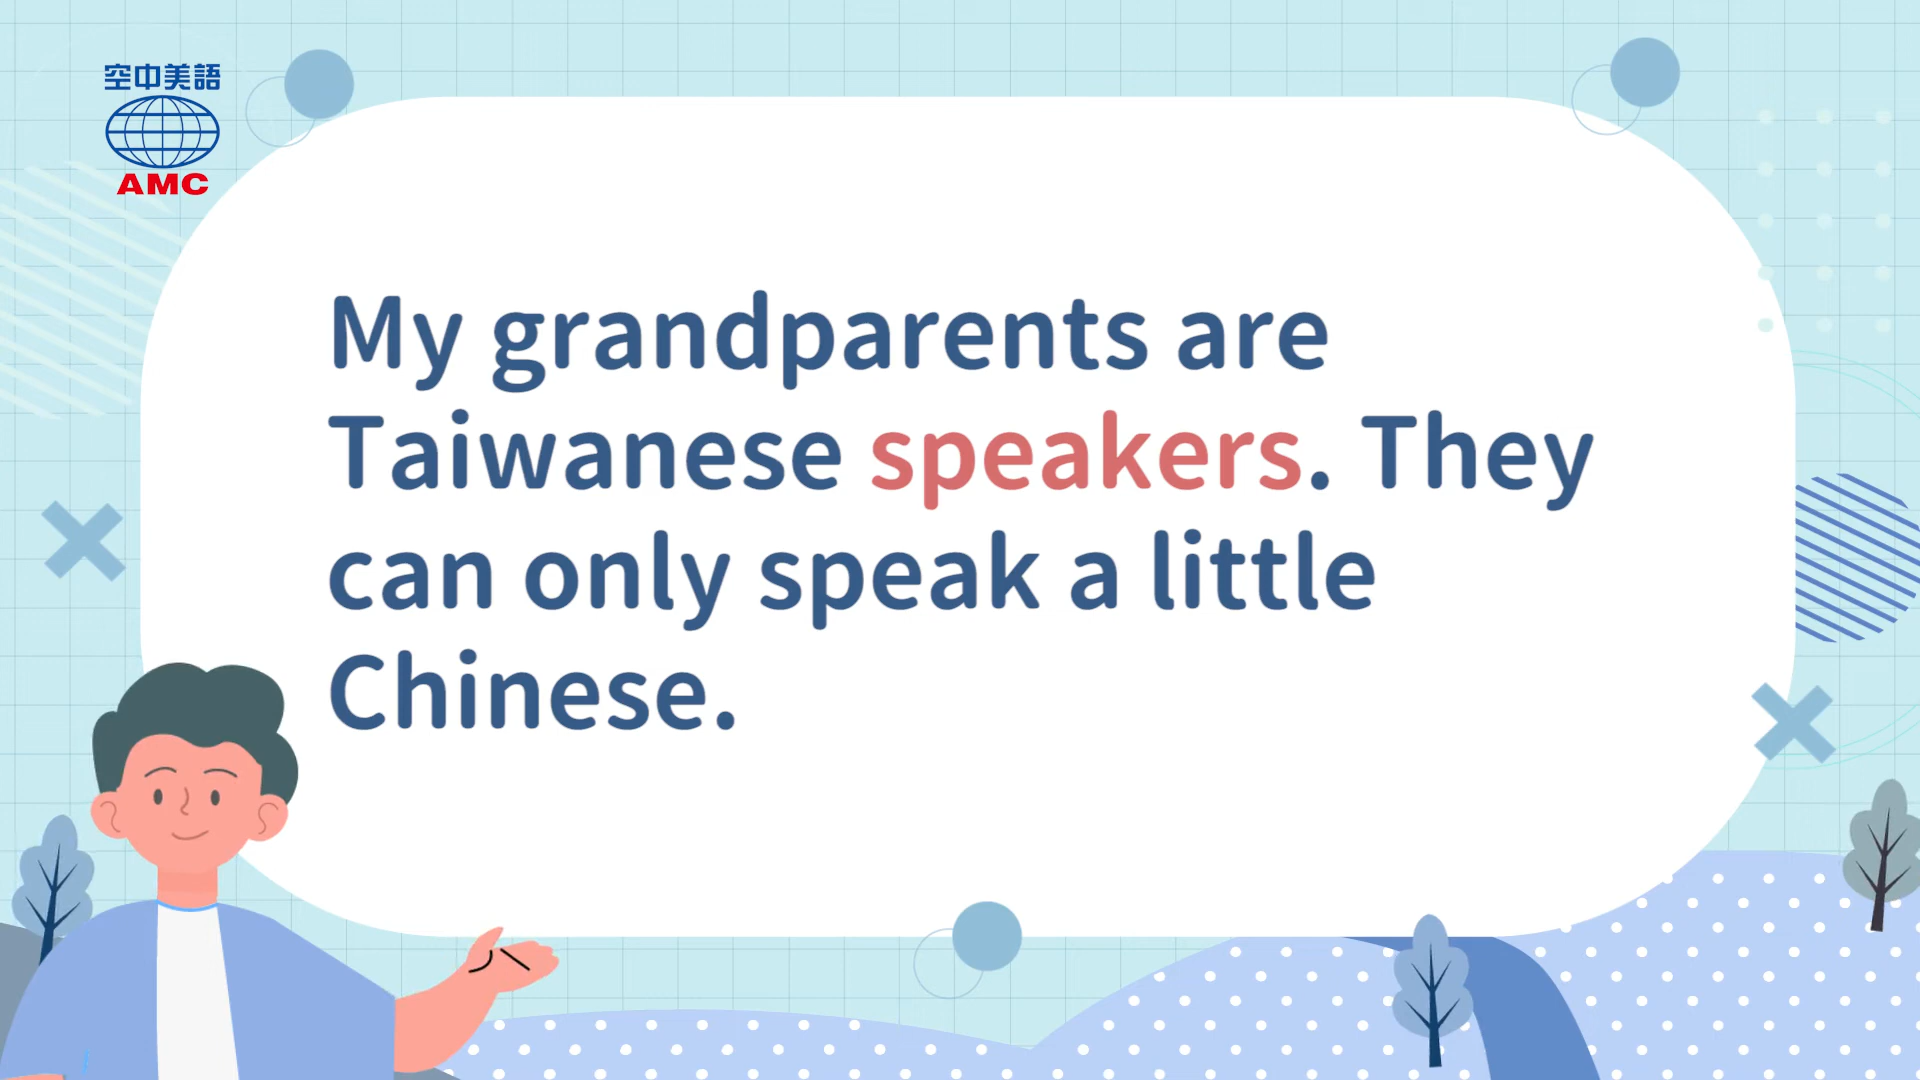 空中美語
AMC
My grandparents are
Taiwanese speakers. They
can only speak a little
Chinese.